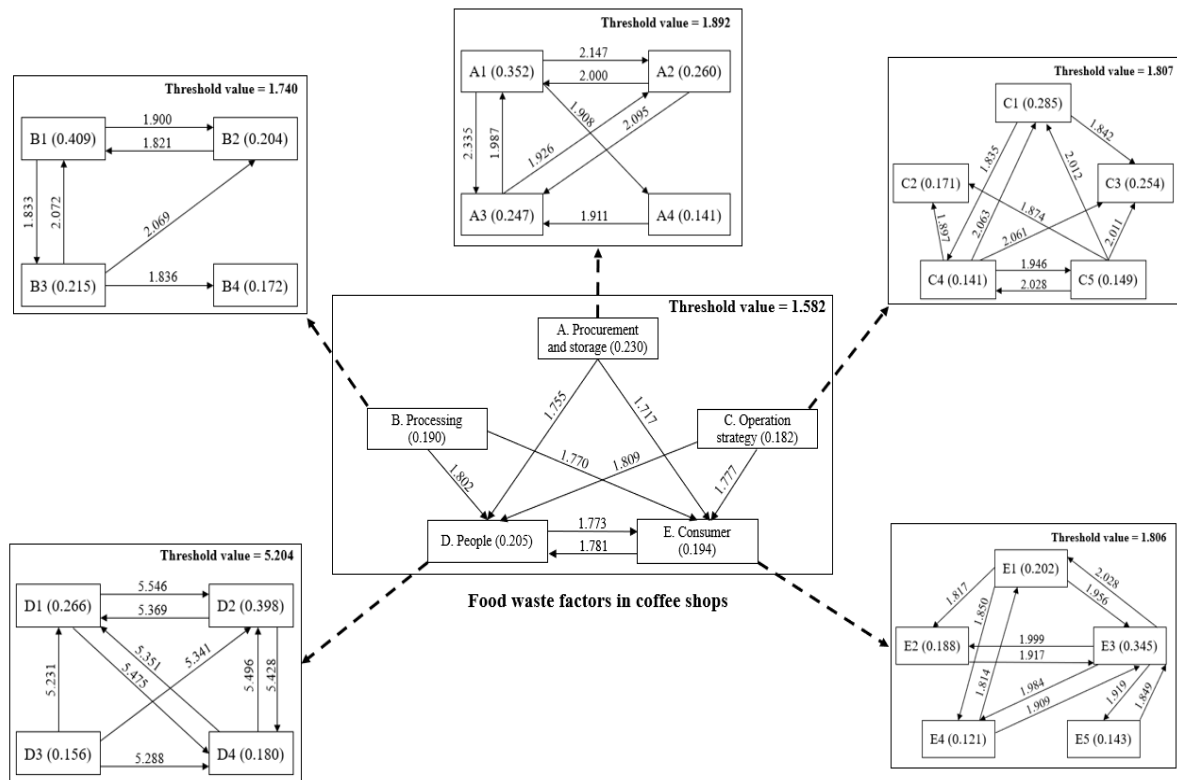 Threshold value = 1.892
A1 (0.352)
2.147
A2 (0.260)
2.000
2.335
1.987
1.908
2.095
1.926
A3 (0.247)
1.911
A4 (0.141)
Threshold value = 1.740
B1 (0.409)
1.900
B2 (0.204)
1.821
1.833
2.072
2.069
B3 (0.215)
1.836
B4 (0.172)
Threshold value = 1.807
C1 (0.285)
1.835
1.842
2.012
C2 (0.171)
C3 (0.254)
1.897
2.063
2.061
1.874
2.011
C4 (0.141)
1.946
C5 (0.149)
2.028
Threshold value = 1.582
A. Procurement
and storage (0.230)
1.755
1.717
B. Processing
(0.190)
C. Operation
strategy (0.182)
1.802
1.770
1.809
1.777
D. People (0.205)
1.773
E. Consumer
(0.194)
1.781
Food waste factors in coffee shops
Threshold value = 5.204
D1 (0.266)
5.546
D2 (0.398)
5.369
5.231
5.351
5.475
5.341
5.496
5.428
D3 (0.156)
5.288
D4 (0.180)
Threshold value = 1.806
E1 (0.202)
1.817
1.850
1.956
2.028
E2 (0.188)
1.999
E3 (0.345)
1.917
1.814
1.984
1.909
1.919
1.849
E4 (0.121)
E5 (0.143)